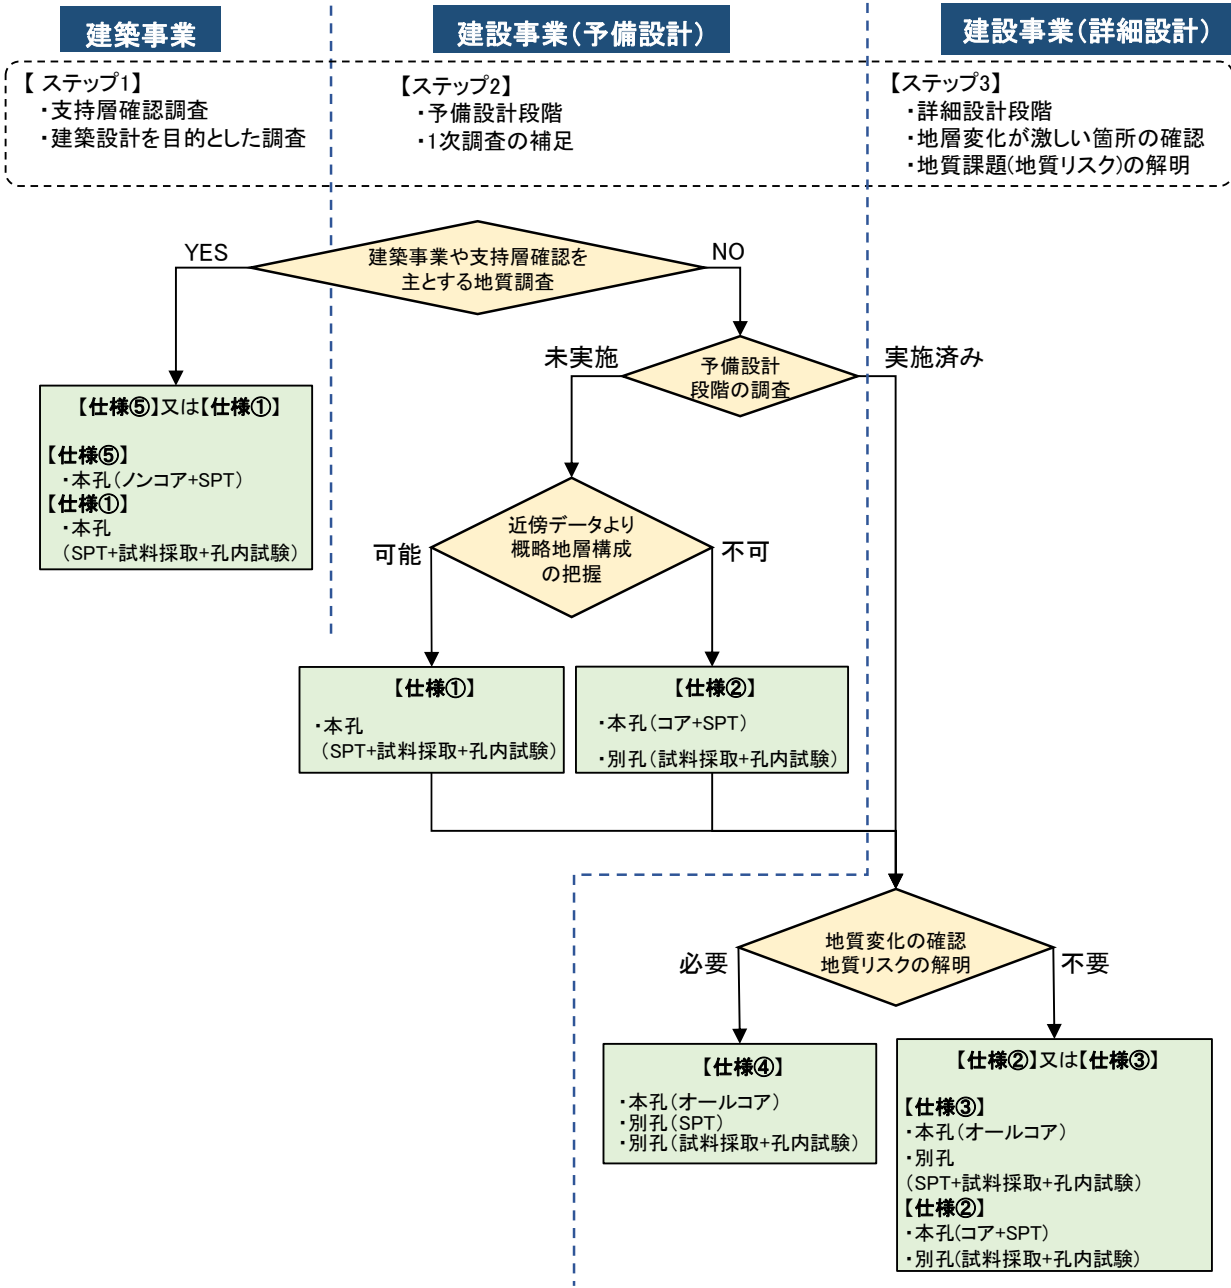 建築事業
建設事業(予備設計)
建設事業(詳細設計)
【 ステップ1】
・支持層確認調査
・建築設計を目的とした調査
【ステップ2】
・予備設計段階
・1次調査の補足
【ステップ3】
・詳細設計段階
・地層変化が激しい箇所の確認
・地質課題(地質リスク)の解明
YES
建築事業や支持層確認を
主とする地質調査
NO
未実施
予備設計
段階の調査
実施済み
【仕様⑤】又は【仕様①】
【仕様⑤】
・本孔(ノンコア+SPT)
【仕様①】
・本孔
(SPT+試料採取+孔内試験)
可能
近傍データより
概略地層構成
の把握
不可
【仕様①】
・本孔
(SPT+試料採取+孔内試験)
【仕様②】
・本孔(コア+SPT)
・別孔(試料採取+孔内試験)
必要
地質変化の確認
地質リスクの解明
不要
【仕様④】
・本孔(オールコア)
・別孔(SPT)
・別孔(試料採取+孔内試験)
【仕様②】又は【仕様③】
【仕様③】
・本孔(オールコア)
・別孔
(SPT+試料採取+孔内試験)
【仕様②】
・本孔(コア+SPT)
・別孔(試料採取+孔内試験)